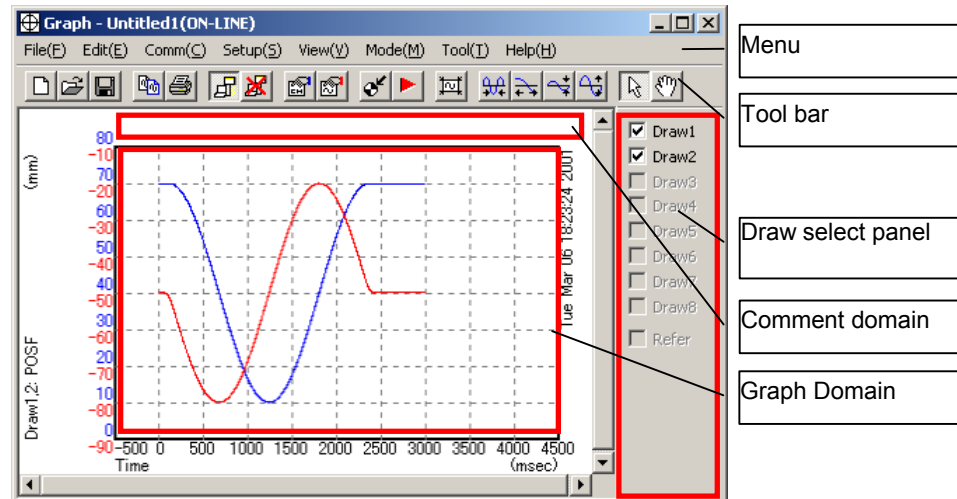 Graph - Untitled1(ON-LINE)
File(F) Edit(E) Comm(C) Setup(S) View(V) Mode(M) Tool(T) Help(H)
Menu
Tool bar
Draw select panel
Comment domain
Graph Domain
Draw1
Draw2
Draw3
Draw4
Draw5
Draw6
Draw7
Draw8
Refer
(mm)
Draw1,2: POSF
80
-10
70
-20
60
-30
50
-40
40
-50
30
-60
20
-70
10
-80
0
-90
-500 0 500 1000 1500 2000 2500 3000 3500 4000 4500
Time (msec)
Tue Mar 06 18:23:24 2001